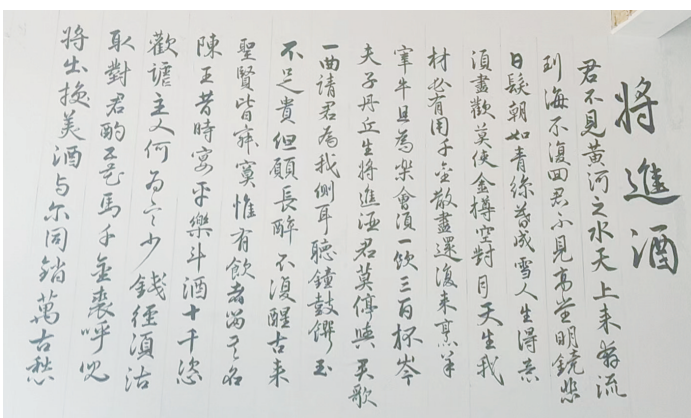 將進酒
君不見黃河之水天上来奔流
到海不復回君不見高堂明鏡悲
白髮朝如青絲暮成雪人生得意
須盡歡莫使金樽空對月天生我
材必有用千金散盡還復来烹羊
宰牛且為樂會須一飲三百杯岑
夫子丹丘生將進酒君莫停與君歌
一曲請君為我側耳聽鐘鼓饌玉
不足貴但願長醉不復醒古来
聖賢皆寂寞惟有飲者留其名
陳王昔時宴平樂斗酒十千恣
歡謔主人何為言少錢徑須沽
取對君酌五花馬千金裘呼兒
將出換美酒与尔同銷萬古愁